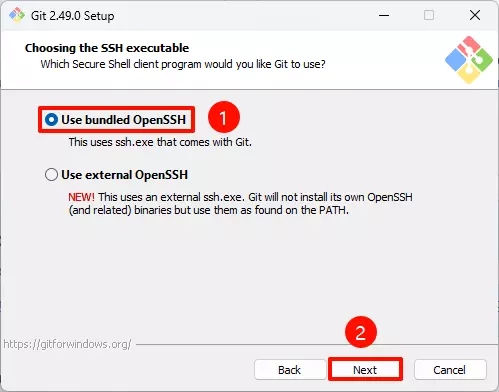 Git 2.49.0 Setup
Choosing the SSH executable
Which Secure Shell client program would you like Git to use?
Use bundled OpenSSH
1
This uses ssh.exe that comes with Git.
Use external OpenSSH
NEW! This uses an external ssh.exe. Git will not install its own OpenSSH
(and related) binaries but use them as found on the PATH.
2
https://gitforwindows.org/
Back Next Cancel